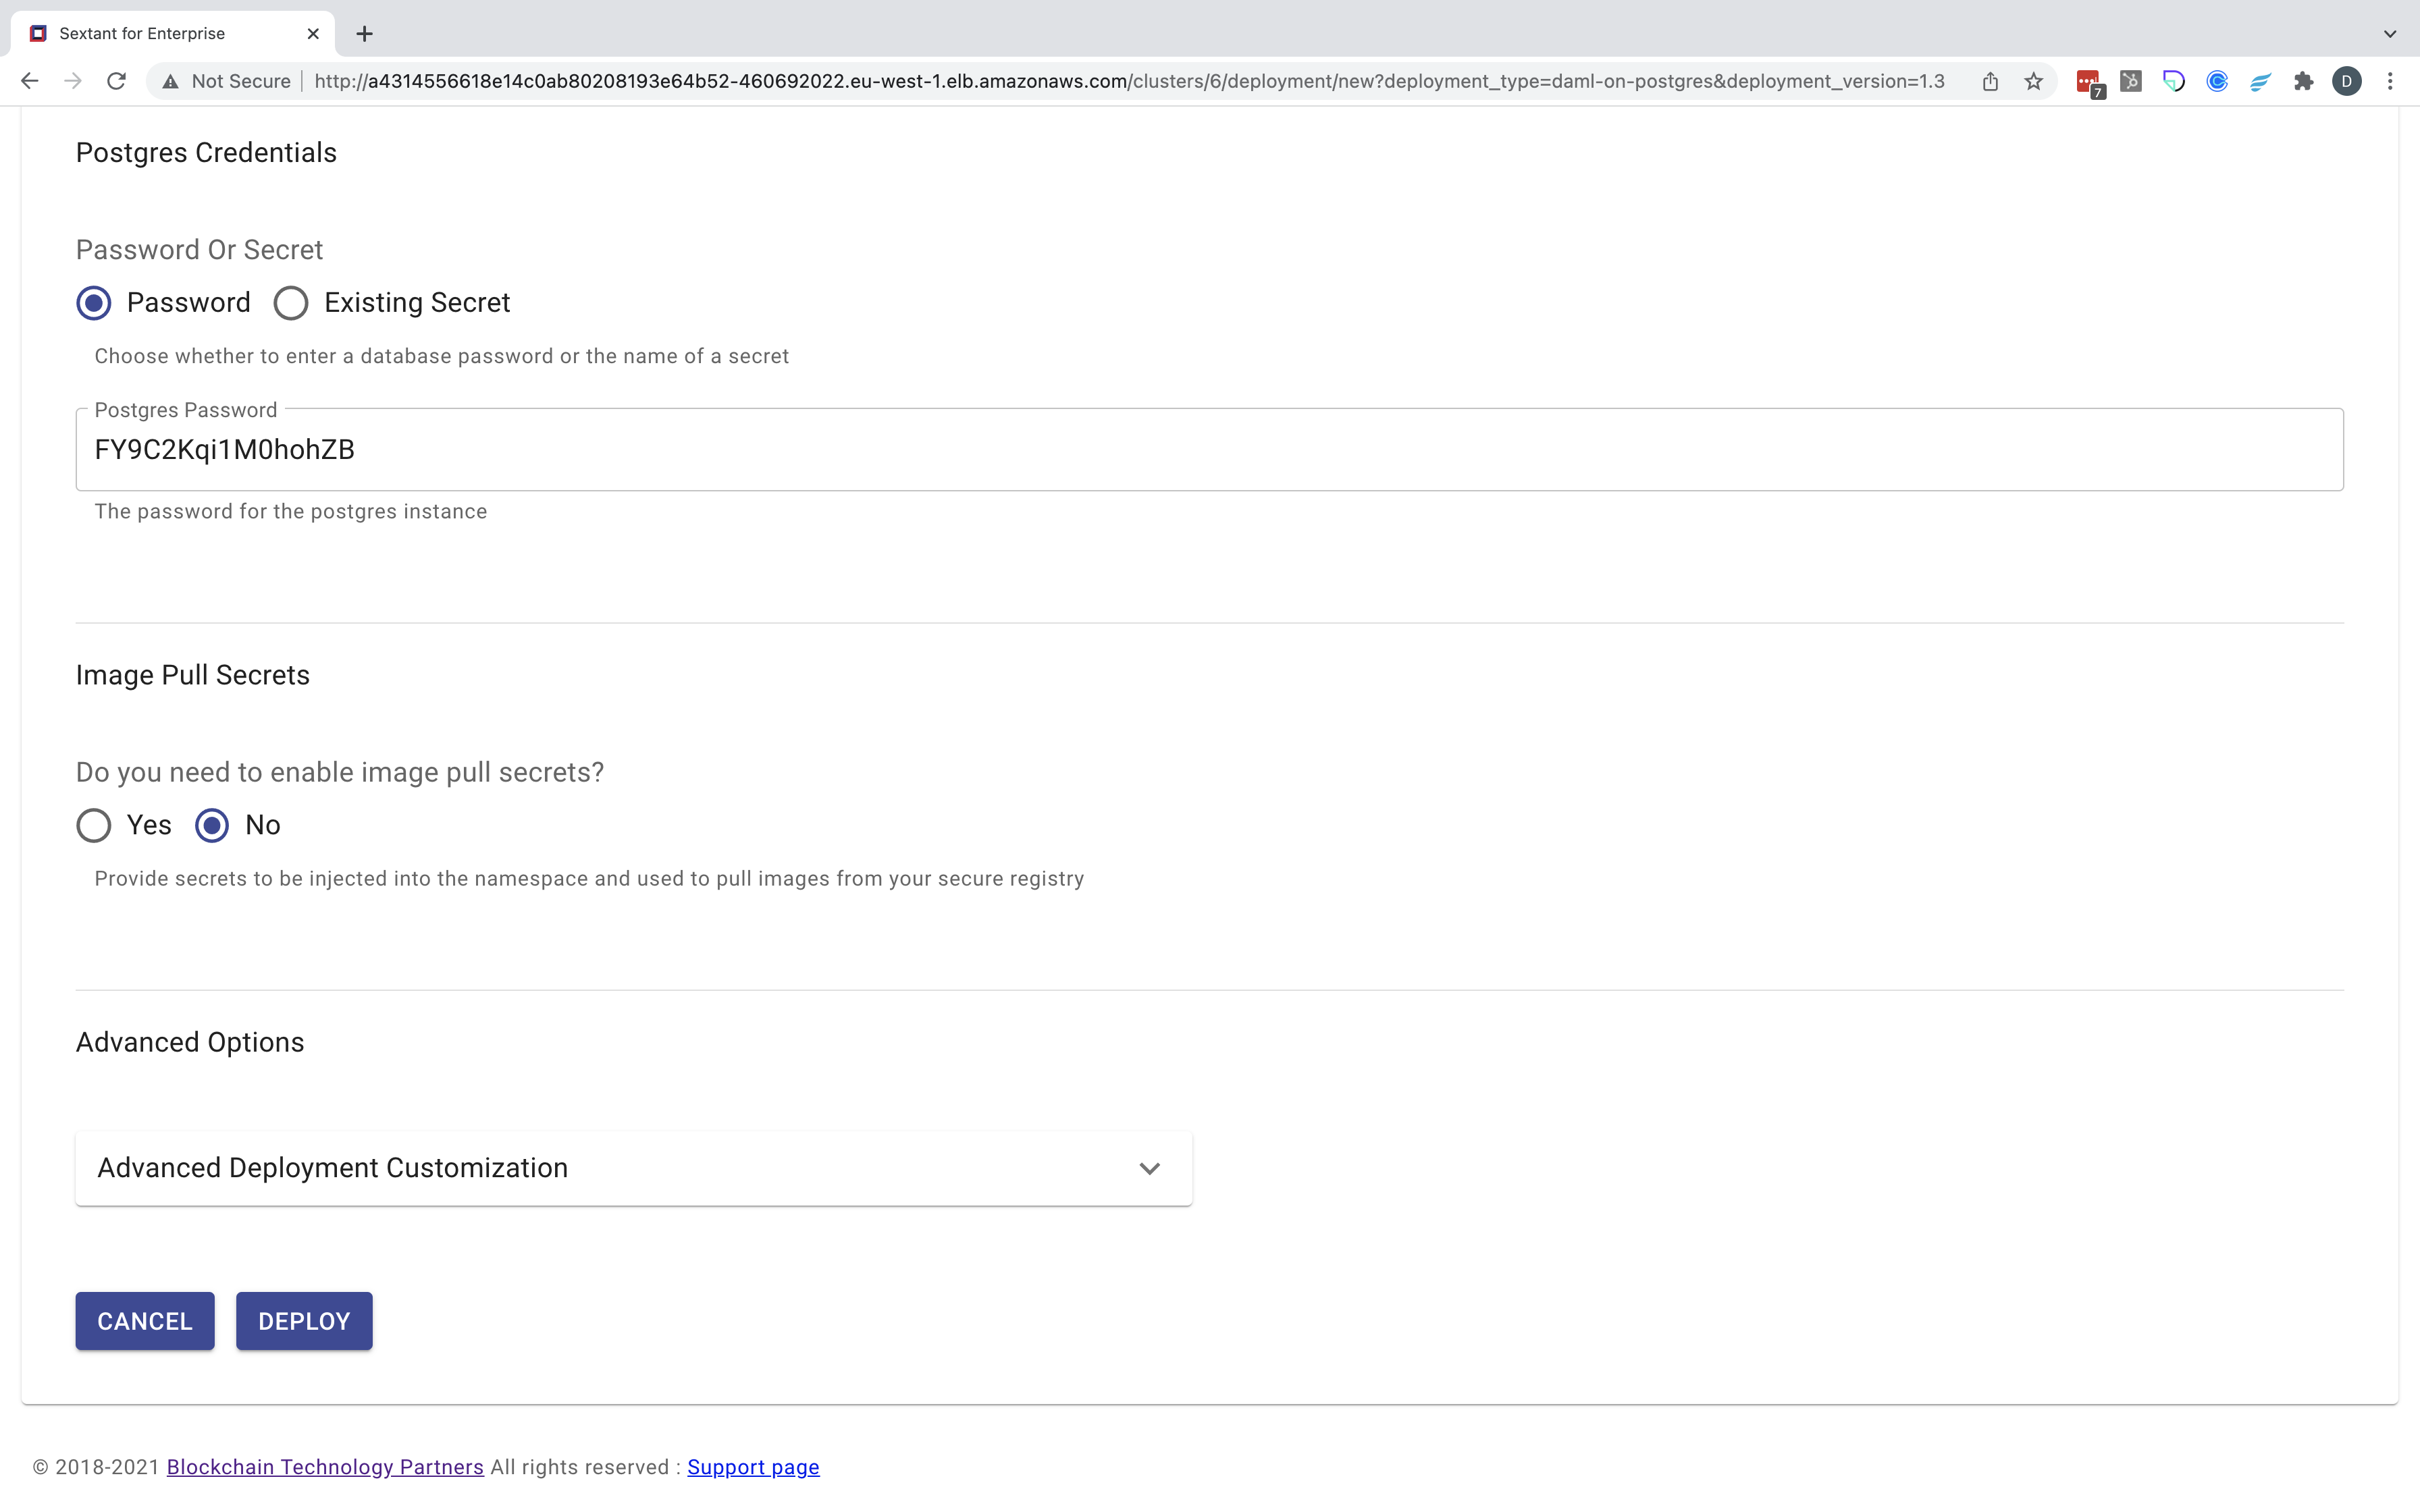 Sextant for Enterprise
Not Secure
http://a4314556618e14c0ab80208193e64b52-460692022.eu-west-1.elb.amazonaws.com/clusters/6/deployment/new?deployment_type=daml-on-postgres&deployment_version=1.3
7
D
Postgres Credentials
Password Or Secret
Password Existing Secret
Choose whether to enter a database password or the name of a secret
Postgres Password
FY9C2Kqi1M0hohZB
The password for the postgres instance
Image Pull Secrets
Do you need to enable image pull secrets?
Yes No
Provide secrets to be injected into the namespace and used to pull images from your secure registry
Advanced Options
Advanced Deployment Customization
CANCEL DEPLOY
© 2018-2021 Blockchain Technology Partners All rights reserved : Support page